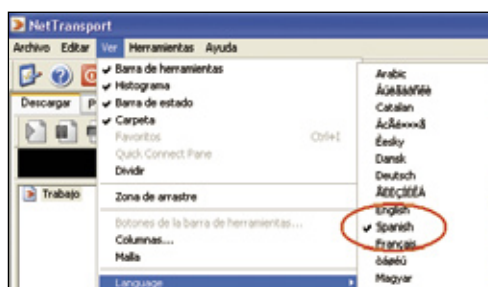 NetTransport
Archivo Editar Ver Herramientas Ayuda
Barra de herramientas
Histograma
Barra de estado
Carpeta
Favoritos Ctrl+I
Quick Connect Pane
Dividir
Zona de arrastre
Botones de la barra de herramientas...
Columnas...
Malla
Language
Descargar P
Trabajo
Arabic
Catalan
Èesky
Dansk
Deutsch
English
Spanish
Français
Magyar